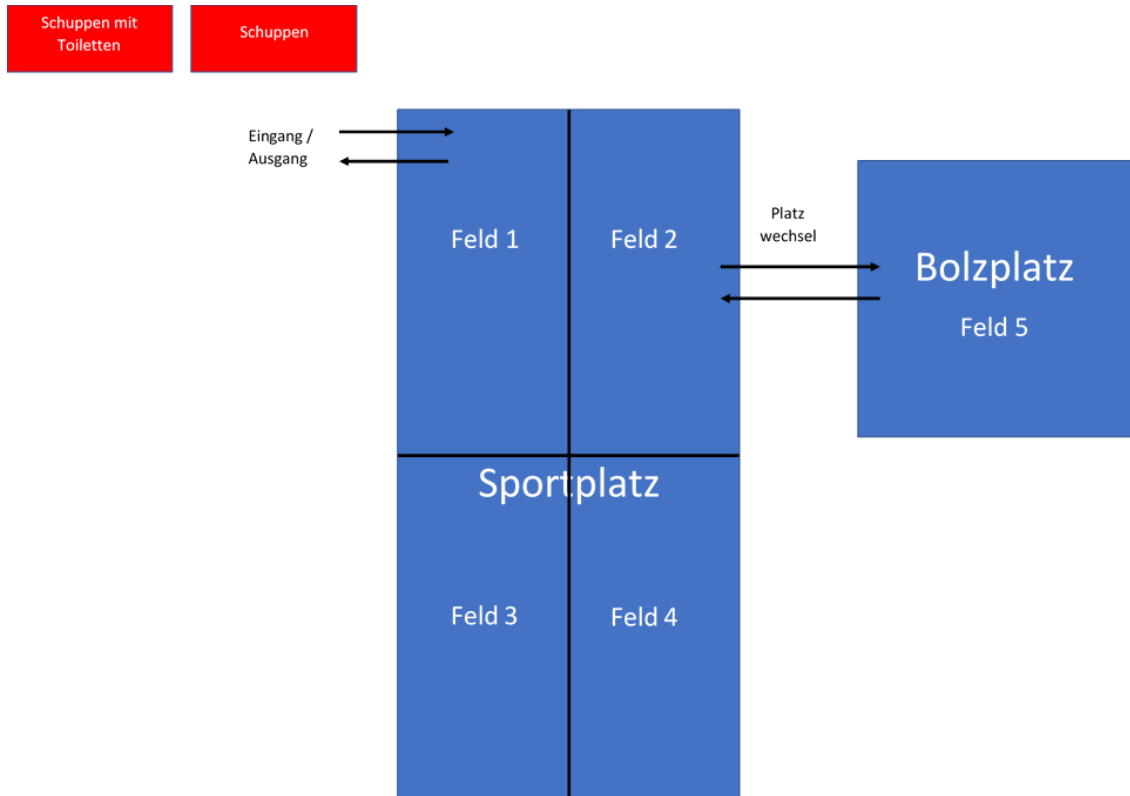 Schuppen mit
Toiletten
Schuppen
Eingang /
Ausgang
Feld 1
Feld 2
Platz
wechsel
Bolzplatz
Feld 5
Sportplatz
Feld 3
Feld 4